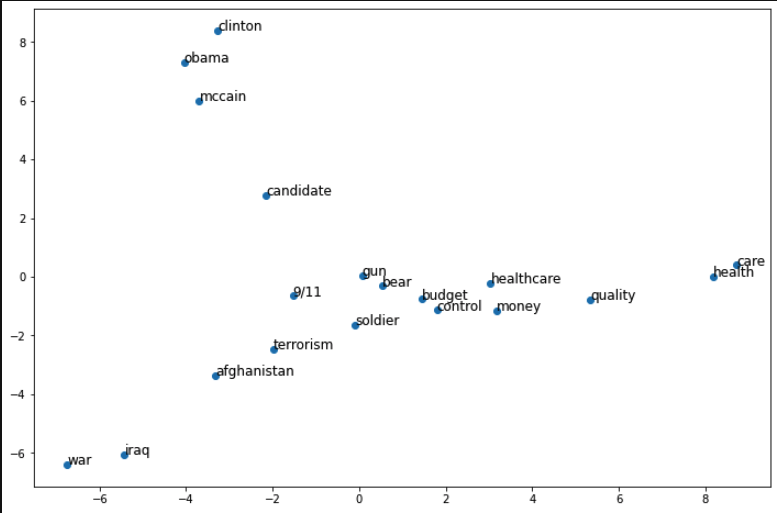 clinton
8
obama
mccain
6
4
candidate
2
care
gun
health
0
bear
healthcare
9/11
budget
quality
control
money
soldier
−2
terrorism
afghanistan
−4
iraq
−6
war
−6
−4
−2
0
2
4
6
8